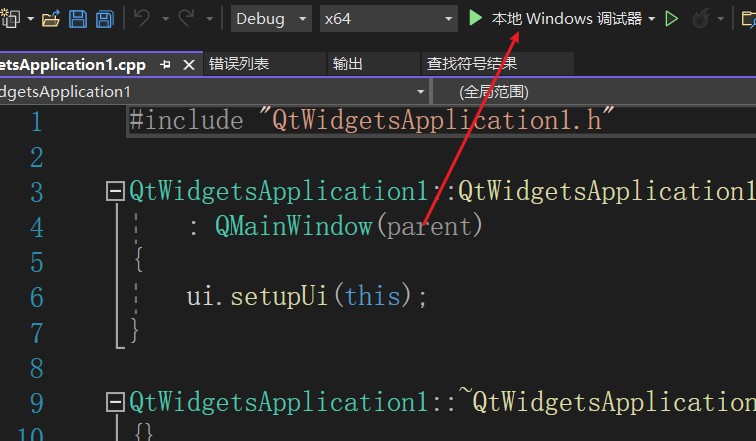 Debug x64 本地 Windows 调试器
etsApplication1.cpp 错误列表 输出 查找符号结果
dgetsApplication1 (全局范围)
1 #include "QtWidgetsApplication1.h"
2
3 QtWidgetsApplication1::QtWidgetsApplication1
4 : QMainWindow(parent)
5 {
6 ui.setupUi(this);
7 }
8
9 QtWidgetsApplication1::~QtWidgetsApplication
10 {}